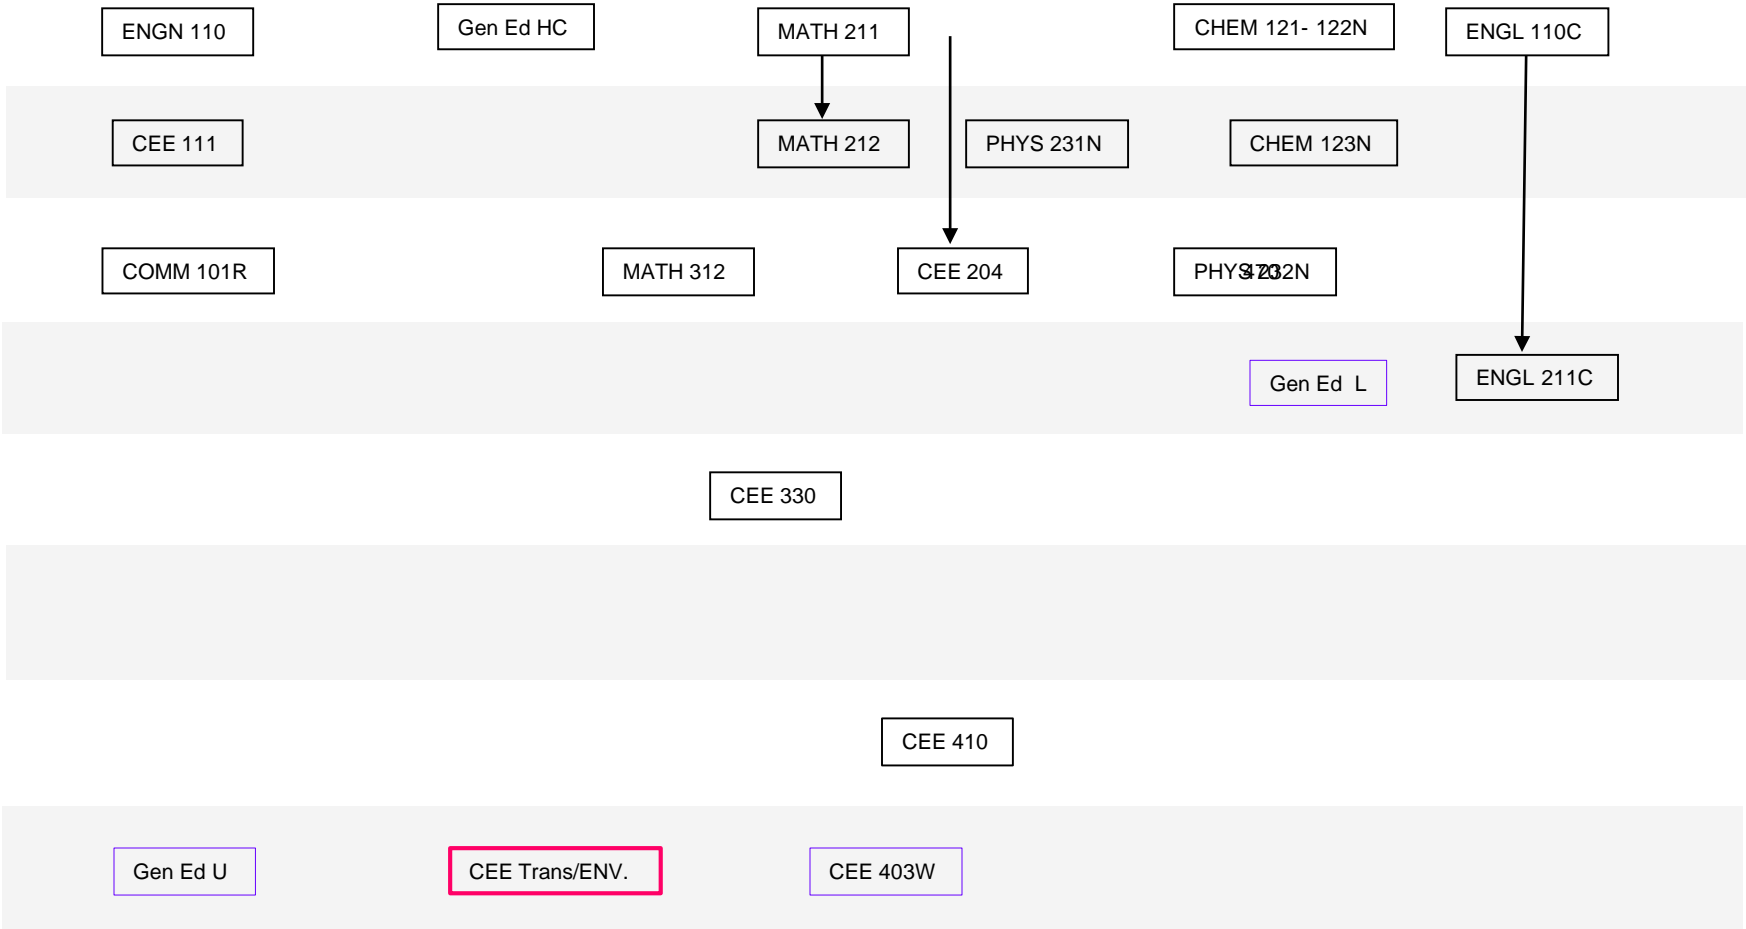 ENGN 110
Gen Ed HC
MATH 211
CHEM 121- 122N
ENGL 110C
CEE 111
MATH 212
PHYS 231N
CHEM 123N
COMM 101R
MATH 312
CEE 204
PHYS 232N
Gen Ed  L
ENGL 211C
CEE 330
CEE 410
Gen Ed U
CEE Trans/ENV.
CEE 403W